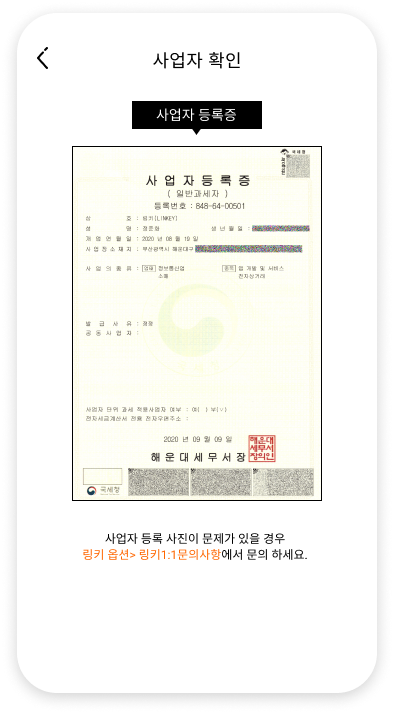 사업자 확인
사업자 등록증
국세청
사 업 자 등 록 증
( 일반과세자 )
등록번호 : 848-64-00501
상 호 : 링키(LINKEY)
성 명 : 정준화 생 년 월 일 :
개 업 연 월 일 : 2020 년 08 월 19 일
사 업 장 소 재 지 : 부산광역시 해운대구
사 업 의 종 류 : 업태 정보통신업 종목 앱 개발 및 서비스
소매 전자상거래
발 급 사 유 : 정정
공 동 사 업 자 :
사업자 단위 과세 적용사업자 여부 : 여( ) 부(∨)
전자세금계산서 전용 전자우편주소 :
2020 년 09 월 09 일
해 운 대 세 무 서 장
해운대
세무서
장의인
국세청
사업자 등록 사진이 문제가 있을 경우
링키 옵션> 링키1:1문의사항에서 문의 하세요.